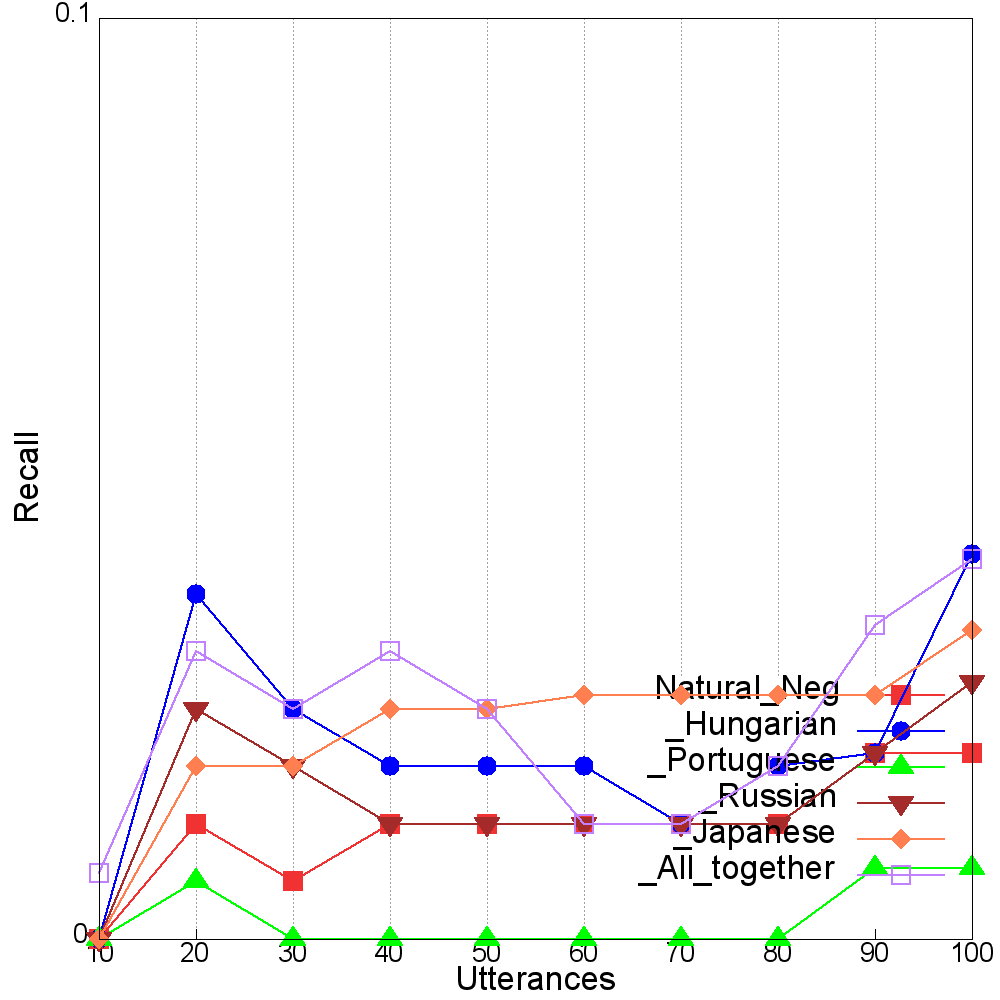 0.1
Recall
Natural_Neg
_Hungarian
_Portuguese
_Russian
_Japanese
_All_together
0
10 20 30 40 50 60 70 80 90 100
Utterances